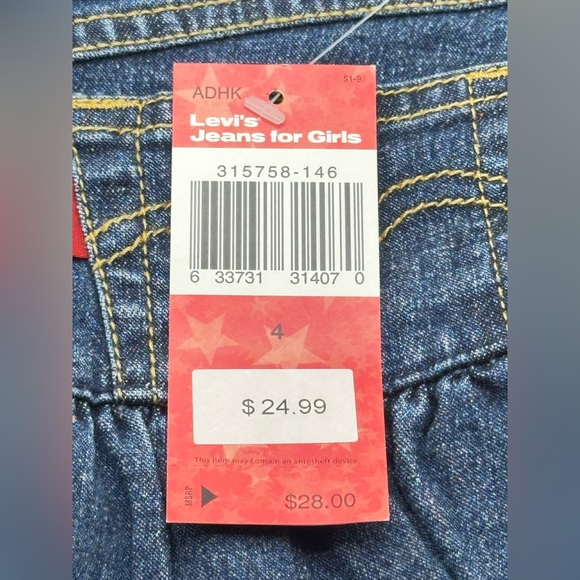 ADHK
S1-9
Levi's
Jeans for Girls
315758-146
6 33731 31407 0
4
$24.99
This item may contain an anti-theft device.
MSRP $28.00